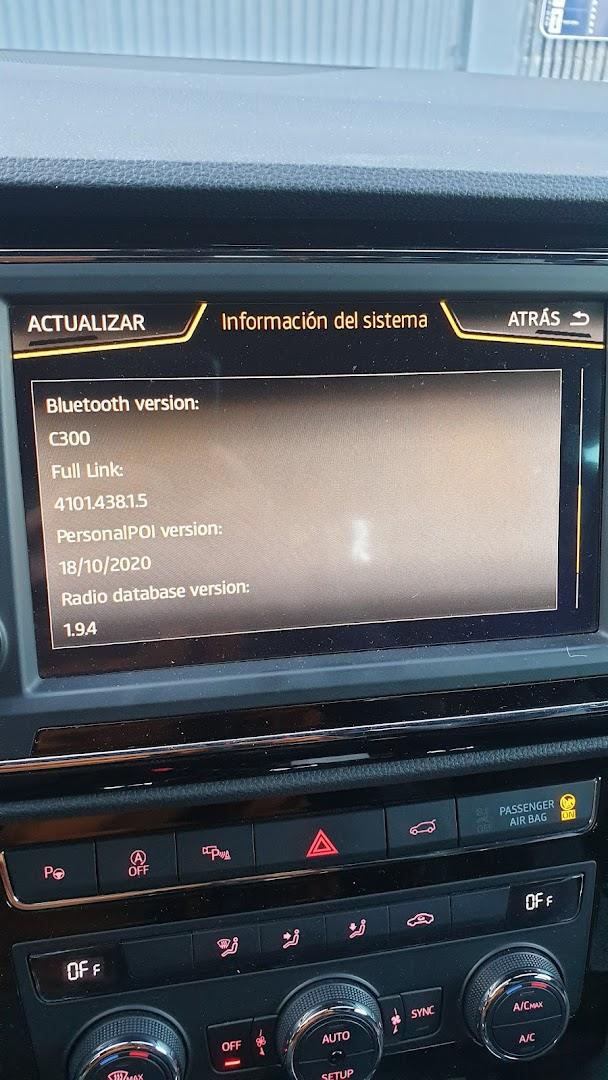 ACTUALIZAR
Información del sistema
ATRÁS
Bluetooth version:
C300
Full Link:
4101.438.1.5
PersonalPOI version:
18/10/2020
Radio database version:
1.9.4
PASSENGER
AIR BAG
ON
P
A
OFF
P
OFF
OFF
OFF
AUTO
SYNC
A/C MAX
A/C
MAX
SETUP